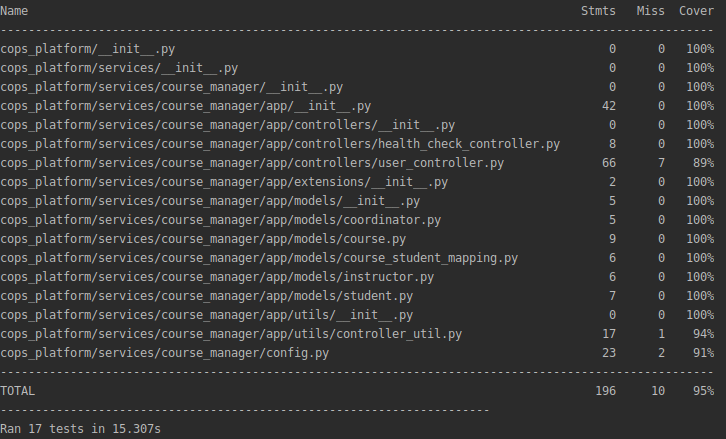 Name Stmts Miss Cover
------------------------------------------------------------------------------------------------------
cops_platform/__init__.py 0 0 100%
cops_platform/services/__init__.py 0 0 100%
cops_platform/services/course_manager/__init__.py 0 0 100%
cops_platform/services/course_manager/app/__init__.py 42 0 100%
cops_platform/services/course_manager/app/controllers/__init__.py 0 0 100%
cops_platform/services/course_manager/app/controllers/health_check_controller.py 8 0 100%
cops_platform/services/course_manager/app/controllers/user_controller.py 66 7 89%
cops_platform/services/course_manager/app/extensions/__init__.py 2 0 100%
cops_platform/services/course_manager/app/models/__init__.py 5 0 100%
cops_platform/services/course_manager/app/models/coordinator.py 5 0 100%
cops_platform/services/course_manager/app/models/course.py 9 0 100%
cops_platform/services/course_manager/app/models/course_student_mapping.py 6 0 100%
cops_platform/services/course_manager/app/models/instructor.py 6 0 100%
cops_platform/services/course_manager/app/models/student.py 7 0 100%
cops_platform/services/course_manager/app/utils/__init__.py 0 0 100%
cops_platform/services/course_manager/app/utils/controller_util.py 17 1 94%
cops_platform/services/course_manager/config.py 23 2 91%
------------------------------------------------------------------------------------------------------
TOTAL 196 10 95%
----------------------------------------------------------------------
Ran 17 tests in 15.307s